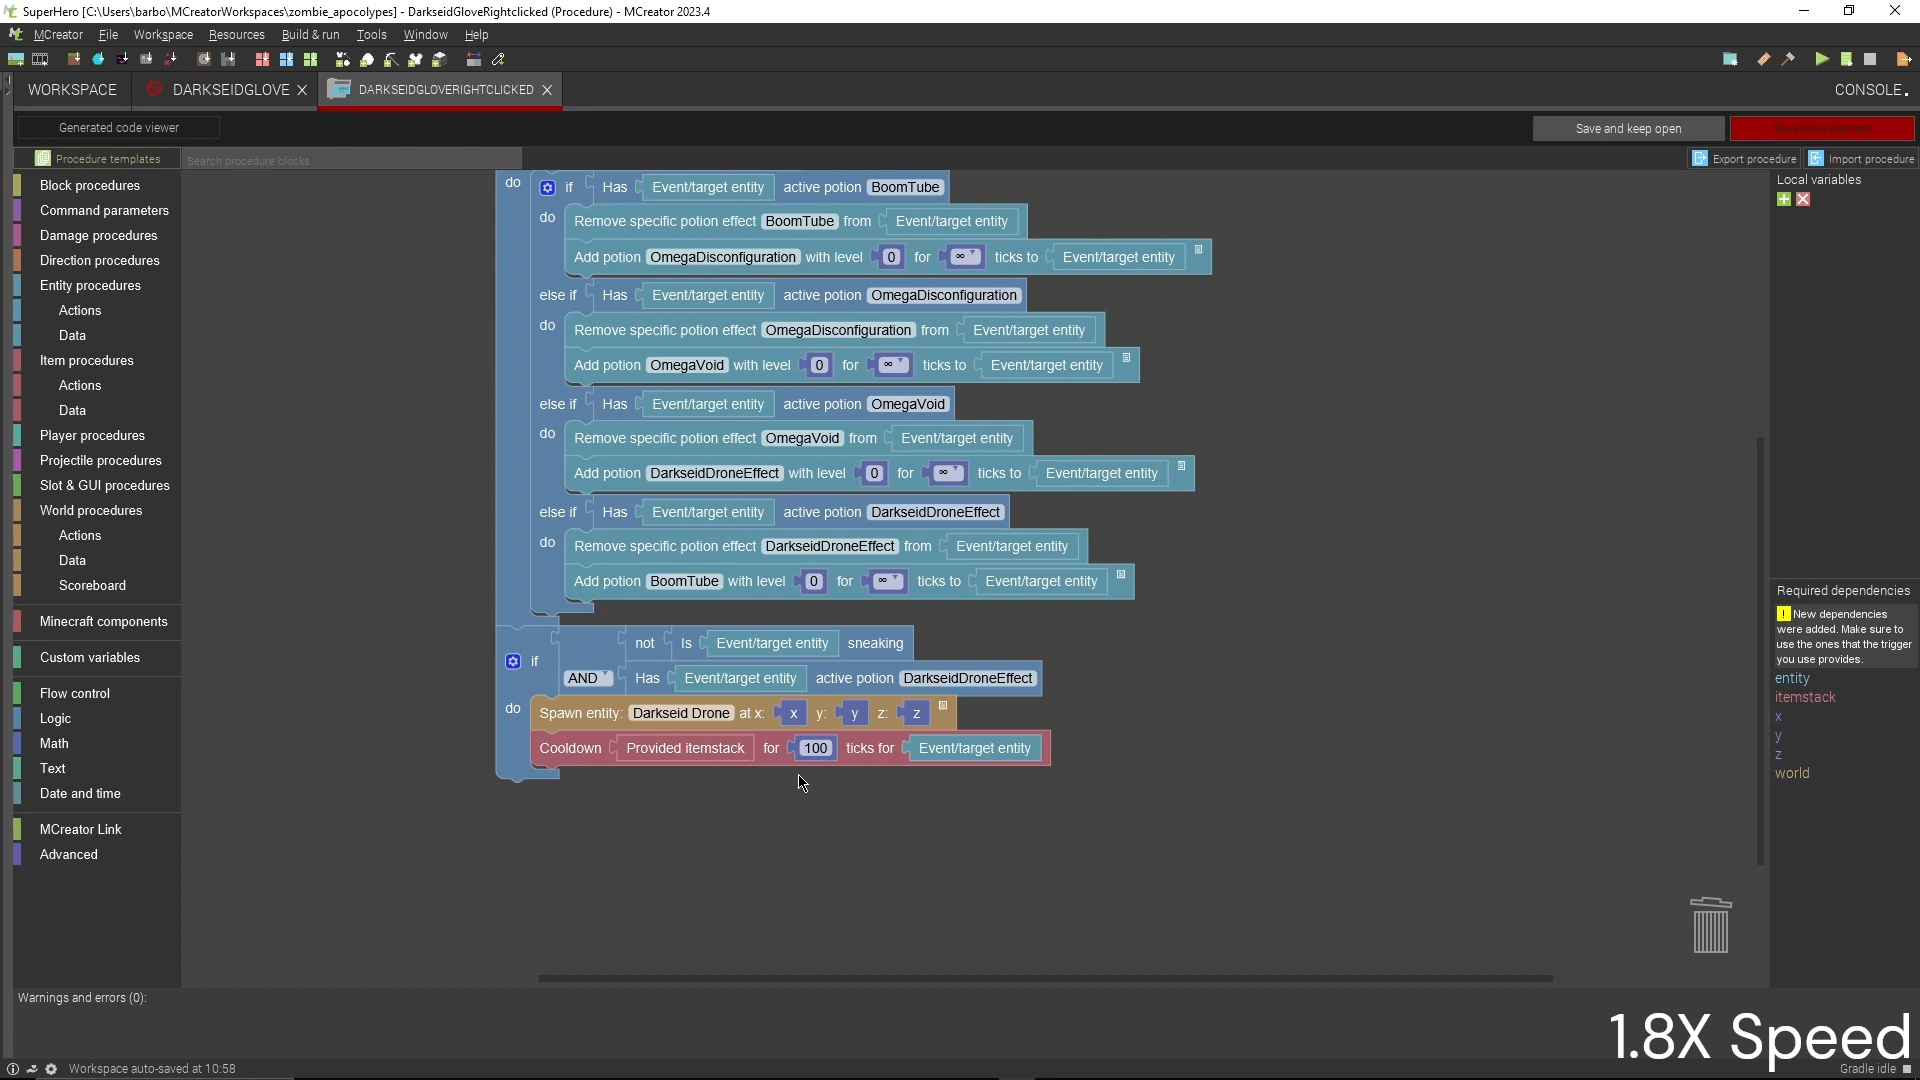 SuperHero [C:\Users\barbo\MCreatorWorkspaces\zombie_apocolypes] - DarkseidGloveRightclicked (Procedure) - MCreator 2023.4
MCreator File Workspace Resources Build & run Tools Window Help
WORKSPACE DARKSEIDGLOVE DARKSEIDGLOVERIGHTCLICKED CONSOLE
Generated code viewer Save and keep open
Procedure templates Search procedure blocks Export procedure Import procedure
Block procedures
Command parameters
Damage procedures
Direction procedures
Entity procedures
Actions
Data
Item procedures
Actions
Data
Player procedures
Projectile procedures
Slot & GUI procedures
World procedures
Actions
Data
Scoreboard
Minecraft components
Custom variables
Flow control
Logic
Math
Text
Date and time
MCreator Link
Advanced
do if Has Event/target entity active potion BoomTube
do Remove specific potion effect BoomTube from Event/target entity
Add potion OmegaDisconfiguration with level 0 for ∞ ticks to Event/target entity
else if Has Event/target entity active potion OmegaDisconfiguration
do Remove specific potion effect OmegaDisconfiguration from Event/target entity
Add potion OmegaVoid with level 0 for ∞ ticks to Event/target entity
else if Has Event/target entity active potion OmegaVoid
do Remove specific potion effect OmegaVoid from Event/target entity
Add potion DarkseidDroneEffect with level 0 for ∞ ticks to Event/target entity
else if Has Event/target entity active potion DarkseidDroneEffect
do Remove specific potion effect DarkseidDroneEffect from Event/target entity
Add potion BoomTube with level 0 for ∞ ticks to Event/target entity
not Is Event/target entity sneaking
if
AND Has Event/target entity active potion DarkseidDroneEffect
do Spawn entity: Darkseid Drone at x: x y: y z: z
Cooldown Provided itemstack for 100 ticks for Event/target entity
Local variables
Required dependencies
! New dependencies
were added. Make sure to
use the ones that the trigger
you use provides.
entity
itemstack
x
y
z
world
Warnings and errors (0):
1.8X Speed
Workspace auto-saved at 10:58
Gradle idle